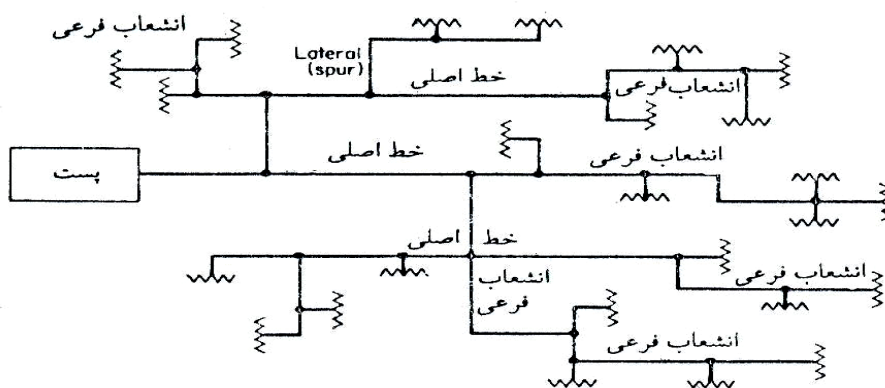 انشعاب فرعی
Lateral
(spur)
خط اصلی
انشعاب فرعی
پست
خط اصلی
انشعاب فرعی
خط اصلی
انشعاب
فرعی
انشعاب فرعی
انشعاب فرعی